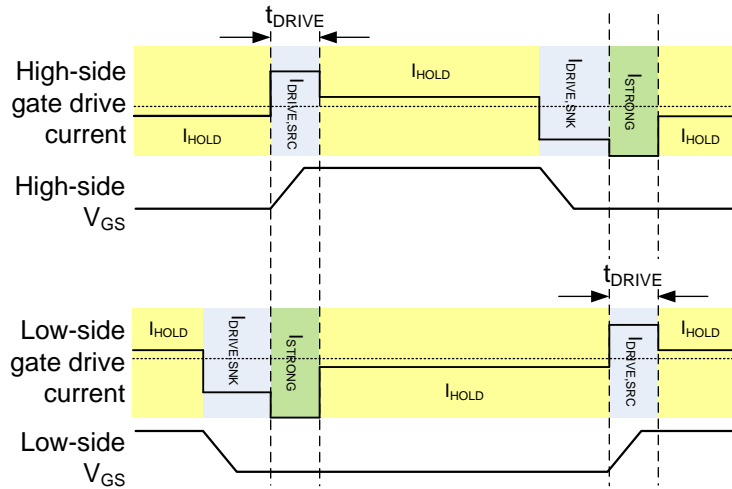 tDRIVE
High-side
gate drive
current
IHOLD
IDRIVE,SRC
IHOLD
IDRIVE,SNK
ISTRONG
IHOLD
High-side
VGS
tDRIVE
Low-side
gate drive
current
IHOLD
IDRIVE,SNK
ISTRONG
IHOLD
IDRIVE,SRC
IHOLD
Low-side
VGS